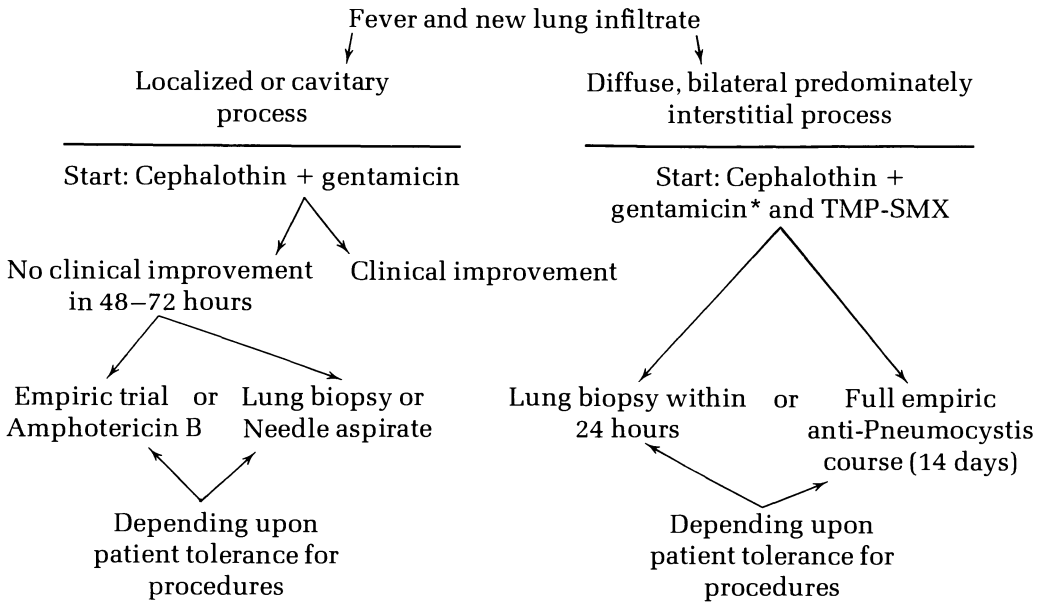 Fever and new lung infiltrate
Localized or cavitary
process
Start: Cephalothin + gentamicin
No clinical improvement
in 48–72 hours
Clinical improvement
Empiric trial or
Amphotericin B
Lung biopsy or
Needle aspirate
Depending upon
patient tolerance for
procedures
Diffuse, bilateral predominately
interstitial process
Start: Cephalothin +
gentamicin* and TMP-SMX
Lung biopsy within or
24 hours
Full empiric
anti-Pneumocystis
course (14 days)
Depending upon
patient tolerance for
procedures